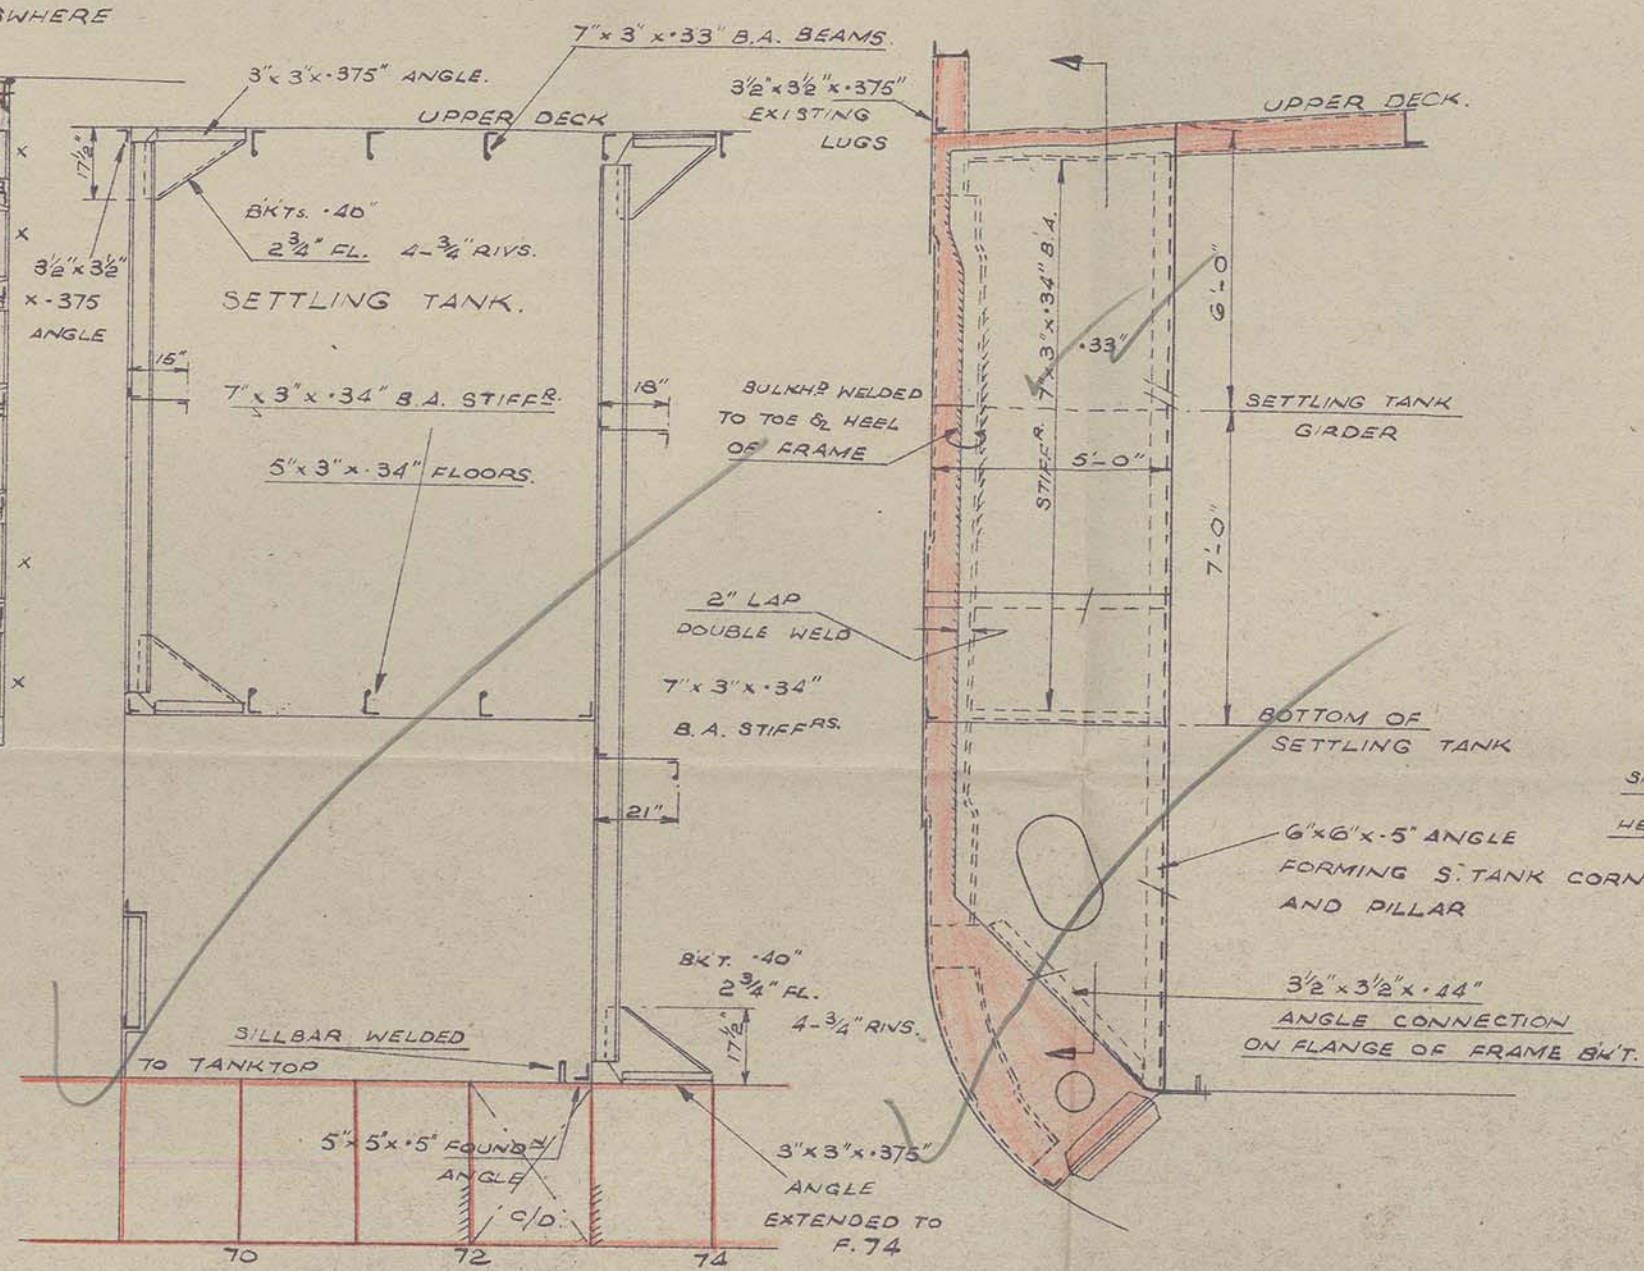 7" x 3" x ·33" B.A. BEAMS.
3" x 3" x ·375" ANGLE.
UPPER DECK
3½" x 3½" x ·375"
EXISTING
LUGS
UPPER DECK.
17½"
BKTS. ·40"
2¾" FL. 4-¾" RIVS.
3½" x 3½"
x ·375
ANGLE
SETTLING TANK.
15"
7" x 3" x ·34" B.A. STIFFR.
18"
5" x 3" x ·34" FLOORS.
BULKHD WELDED
TO TOE & HEEL
OF FRAME
STIFFR. 7" x 3" x ·34" B.A.
·33"
6'-0"
SETTLING TANK
GIRDER
5'-0"
7'-0"
2" LAP
DOUBLE WELD
7" x 3" x ·34"
B.A. STIFFRS.
BOTTOM OF
SETTLING TANK
21"
6" x 6" x ·5" ANGLE
FORMING S. TANK CORN
AND PILLAR
BKT. ·40"
2¾" FL.
4-¾" RIVS.
17½"
3½" x 3½" x ·44"
ANGLE CONNECTION
ON FLANGE OF FRAME BKT.
SILLBAR WELDED
TO TANKTOP
5" x 5" x ·5" FOUNDN
ANGLE
C/D.
3" x 3" x ·375"
ANGLE
EXTENDED TO
F. 74
70
72
74